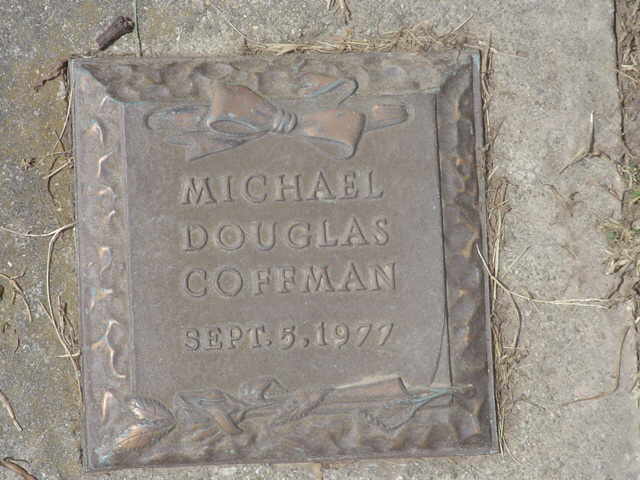 MICHAEL
DOUGLAS
COFFMAN
SEPT. 5, 1977